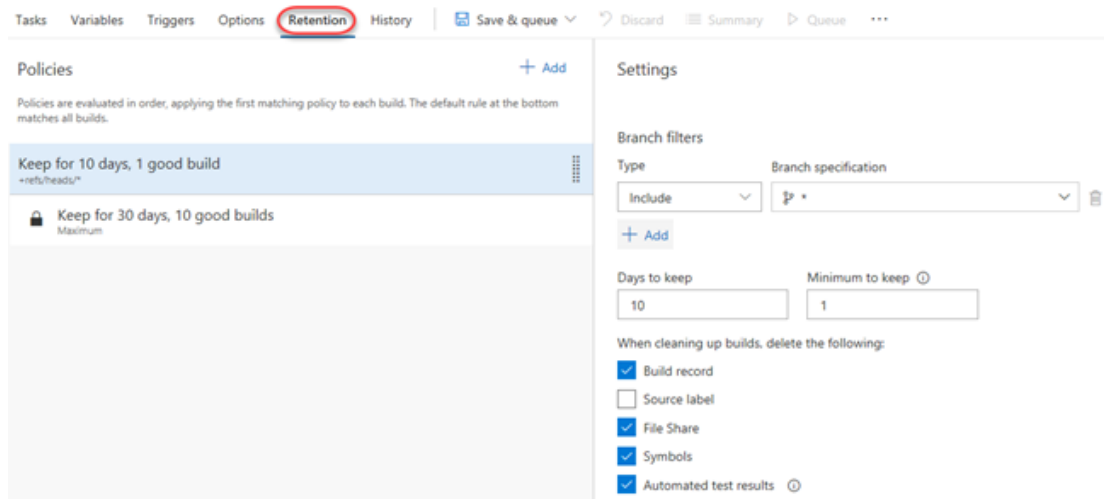 Tasks Variables Triggers Options Retention History Save & queue Discard Summary Queue ...
Policies
+ Add
Policies are evaluated in order, applying the first matching policy to each build. The default rule at the bottom
matches all builds.
Keep for 10 days, 1 good build
+refs/heads/*
Keep for 30 days, 10 good builds
Maximum
Settings
Branch filters
Type Branch specification
Include *
+ Add
Days to keep Minimum to keep
10 1
When cleaning up builds, delete the following:
Build record
Source label
File Share
Symbols
Automated test results